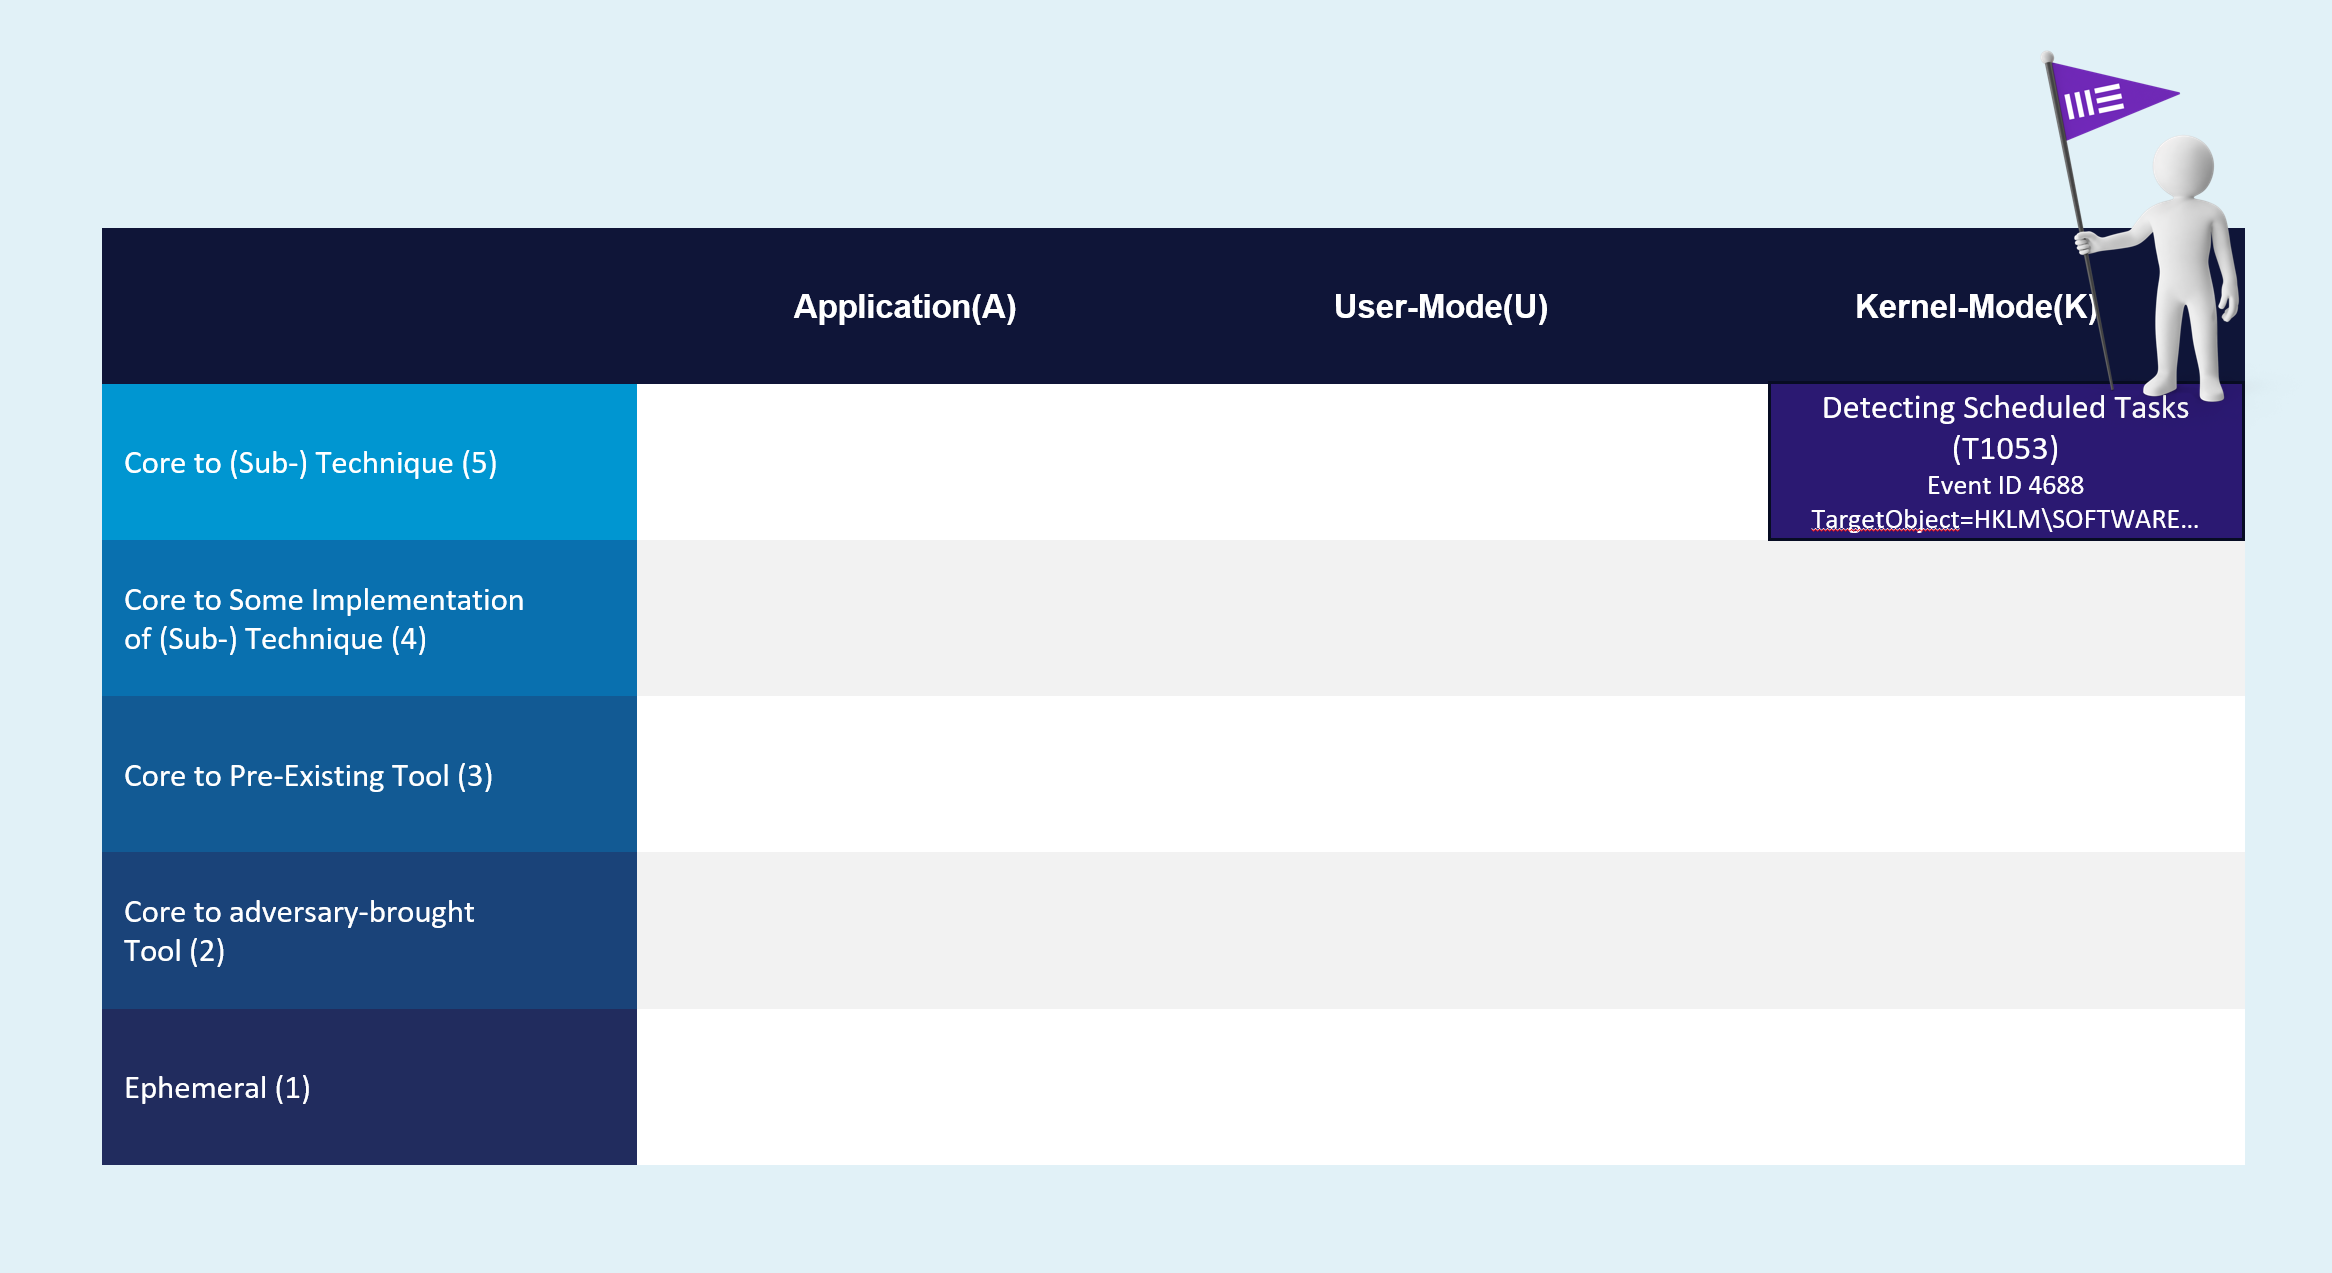 Application(A)
User-Mode(U)
Kernel-Mode(K)
Core to (Sub-) Technique (5)
Detecting Scheduled Tasks
(T1053)
Event ID 4688
TargetObject=HKLM\SOFTWARE...
Core to Some Implementation
of (Sub-) Technique (4)
Core to Pre-Existing Tool (3)
Core to adversary-brought
Tool (2)
Ephemeral (1)